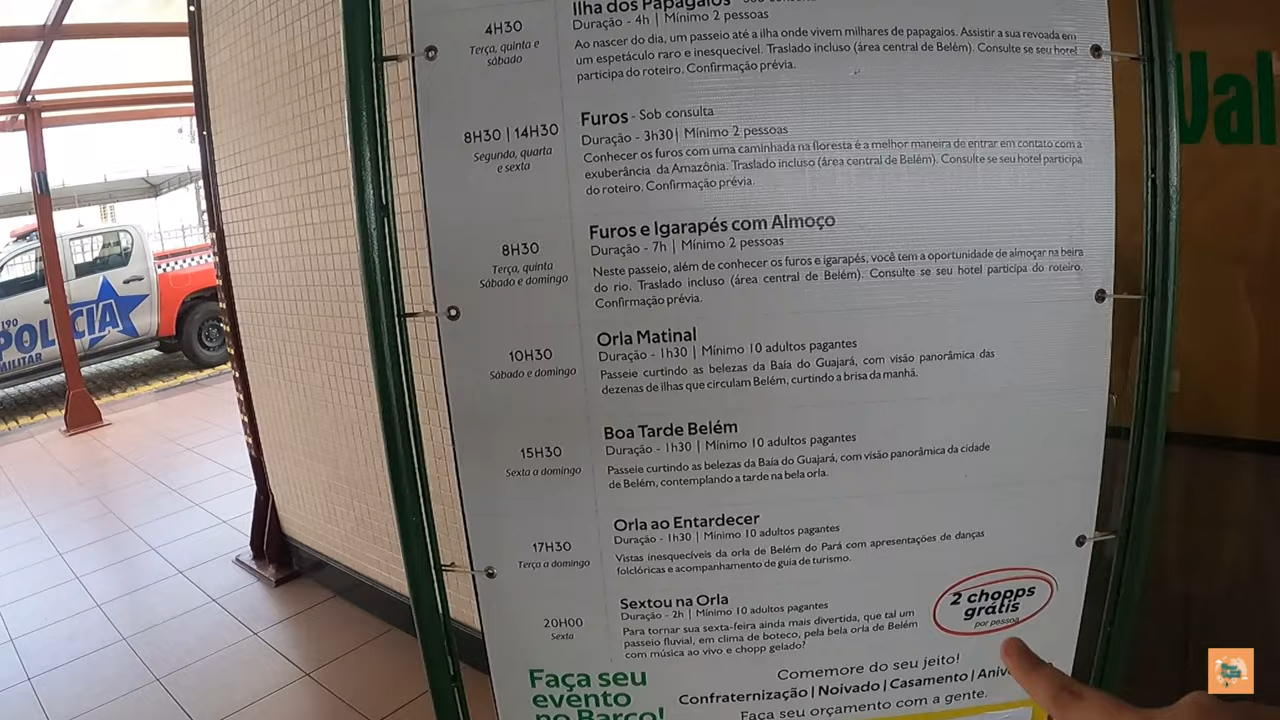 Ilha dos Papagaios -
4H30
Terça, quinta e
sábado
Duração - 4h | Mínimo 2 pessoas
Ao nascer do dia, um passeio até a ilha onde vivem milhares de papagaios. Assistir a sua revoada em
um espetáculo raro e inesquecível. Traslado incluso (área central de Belém). Consulte se seu hotel
participa do roteiro. Confirmação prévia.
8H30 | 14H30
Segunda, quarta
e sexta
Furos - Sob consulta
Duração - 3h30| Mínimo 2 pessoas
Conhecer os furos com uma caminhada na floresta é a melhor maneira de entrar em contato com a
exuberância da Amazônia. Traslado incluso (área central de Belém). Consulte se seu hotel participa
do roteiro. Confirmação prévia.
8H30
Terça, quinta
Sábado e domingo
Furos e Igarapés com Almoço
Duração - 7h | Mínimo 2 pessoas
Neste passeio, além de conhecer os furos e igarapés, você tem a oportunidade de almoçar na beira
do rio. Traslado incluso (área central de Belém). Consulte se seu hotel participa do roteiro.
Confirmação prévia.
10H30
Sábado e domingo
Orla Matinal
Duração - 1h30 | Mínimo 10 adultos pagantes
Passeie curtindo as belezas da Baía do Guajará, com visão panorâmica das
dezenas de ilhas que circulam Belém, curtindo a brisa da manhã.
15H30
Sexta a domingo
Boa Tarde Belém
Duração - 1h30 | Mínimo 10 adultos pagantes
Passeie curtindo as belezas da Baía do Guajará, com visão panorâmica da cidade
de Belém, contemplando a tarde na bela orla.
17H30
Terça a domingo
Orla ao Entardecer
Duração - 1h30 | Mínimo 10 adultos pagantes
Vistas inesquecíveis da orla de Belém do Pará com apresentações de danças
folclóricas e acompanhamento de guia de turismo.
20H00
Sexta
Sextou na Orla
Duração - 2h | Mínimo 10 adultos pagantes
Para tornar sua sexta-feira ainda mais divertida, que tal um
passeio fluvial, em clima de boteco, pela bela orla de Belém
com música ao vivo e chopp gelado?
2 chopps
grátis
por pessoa
Faça seu
evento
no Barco!
Comemore do seu jeito!
Confraternização | Noivado | Casamento | Aniv
Faça seu orçamento com a gente.
190
POLÍCIA
MILITAR
Val